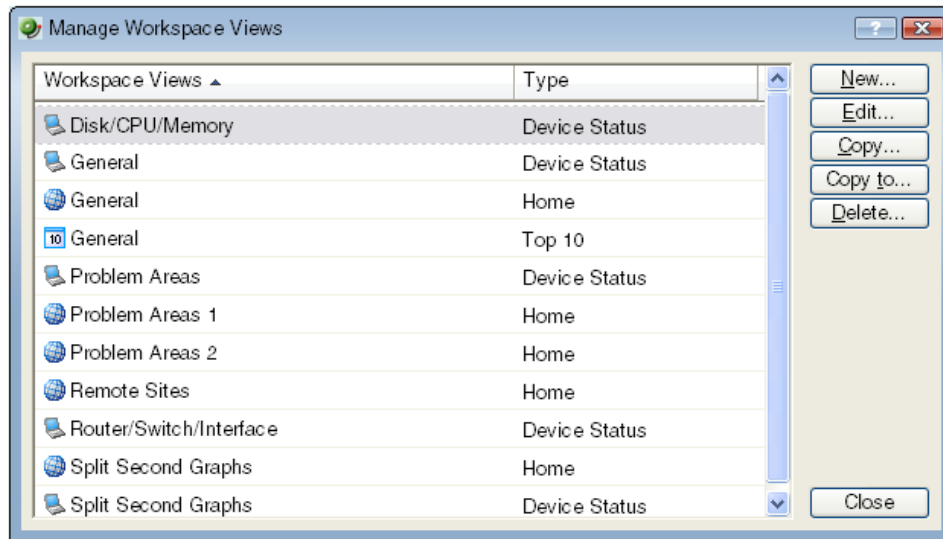 Manage Workspace Views
?
Workspace Views Type
Disk/CPU/Memory Device Status
General Device Status
General Home
10 General Top 10
Problem Areas Device Status
Problem Areas 1 Home
Problem Areas 2 Home
Remote Sites Home
Router/Switch/Interface Device Status
Split Second Graphs Home
Split Second Graphs Device Status
New...
Edit...
Copy...
Copy to...
Delete...
Close